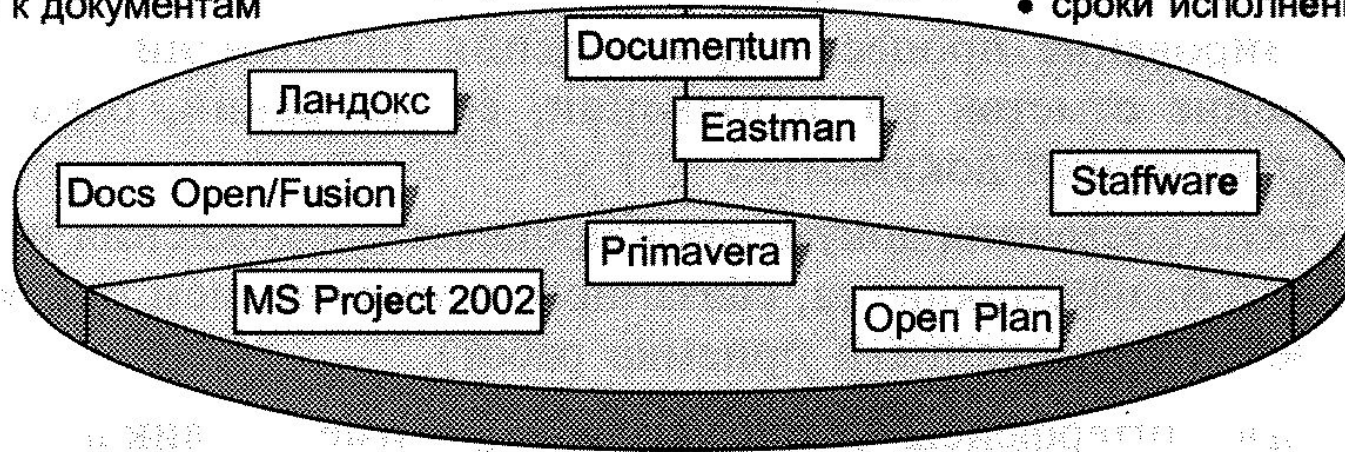 к документам
• сроки исполнени
Documentum
Ландокс
Eastman
Docs Open/Fusion
Staffware
Primavera
MS Project 2002
Open Plan